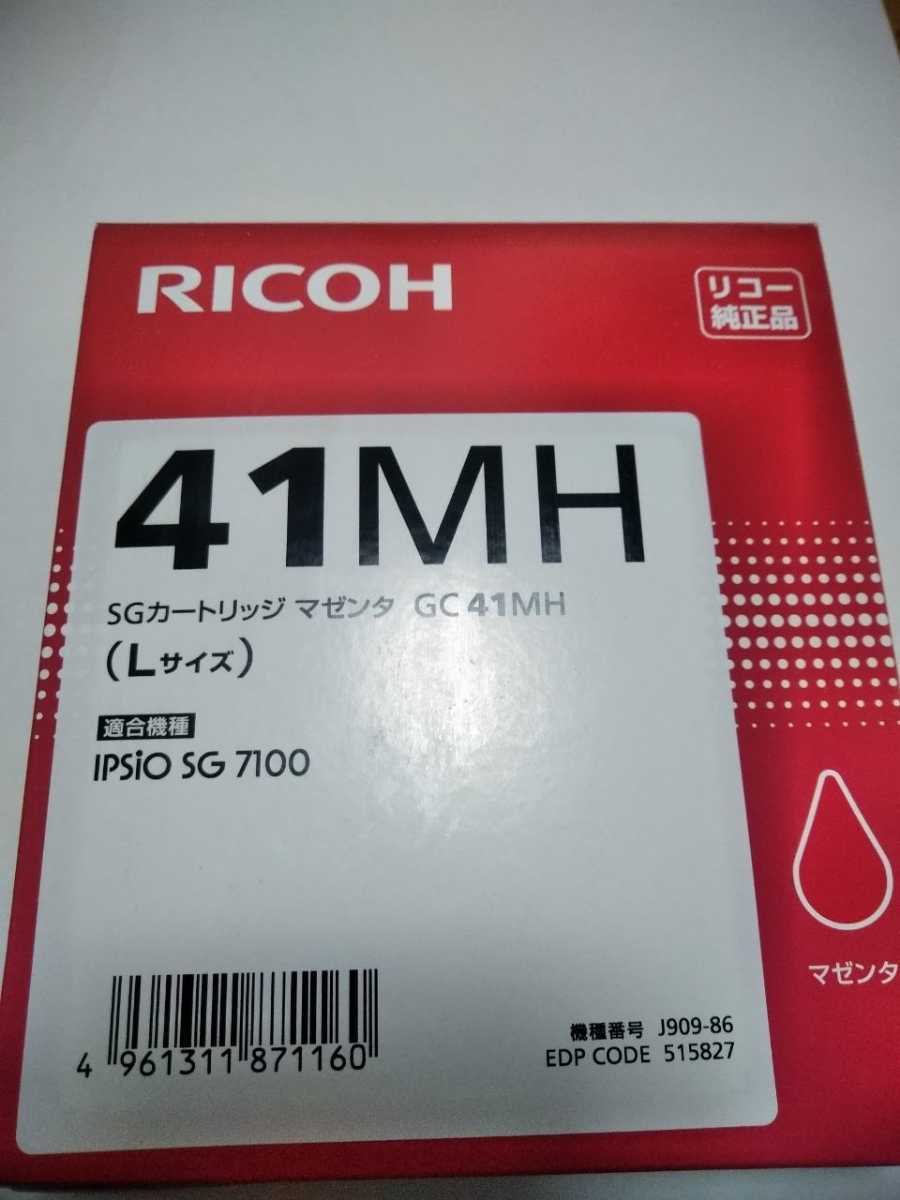 RICOH
リコー
純正品
41MH
SGカートリッジ マゼンタ GC 41MH
(Lサイズ)
適合機種
IPSiO SG 7100
マゼンタ
機種番号 J909-86
EDP CODE 515827
4 961311 871160